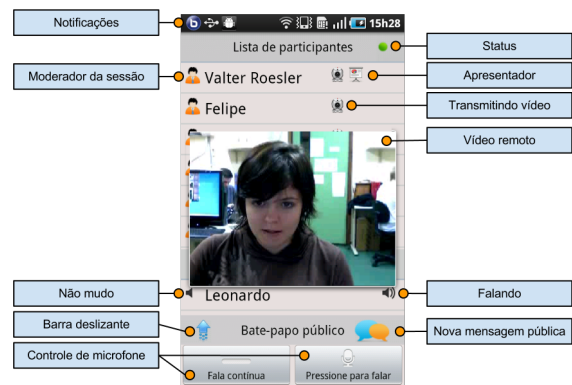 Notificações
b
15h28
Lista de participantes
Status
Moderador da sessão
Valter Roesler
Apresentador
Felipe
Transmitindo vídeo
Vídeo remoto
Não mudo
Leonardo
Falando
Barra deslizante
Bate-papo público
Nova mensagem pública
Controle de microfone
Fala contínua
Pressione para falar